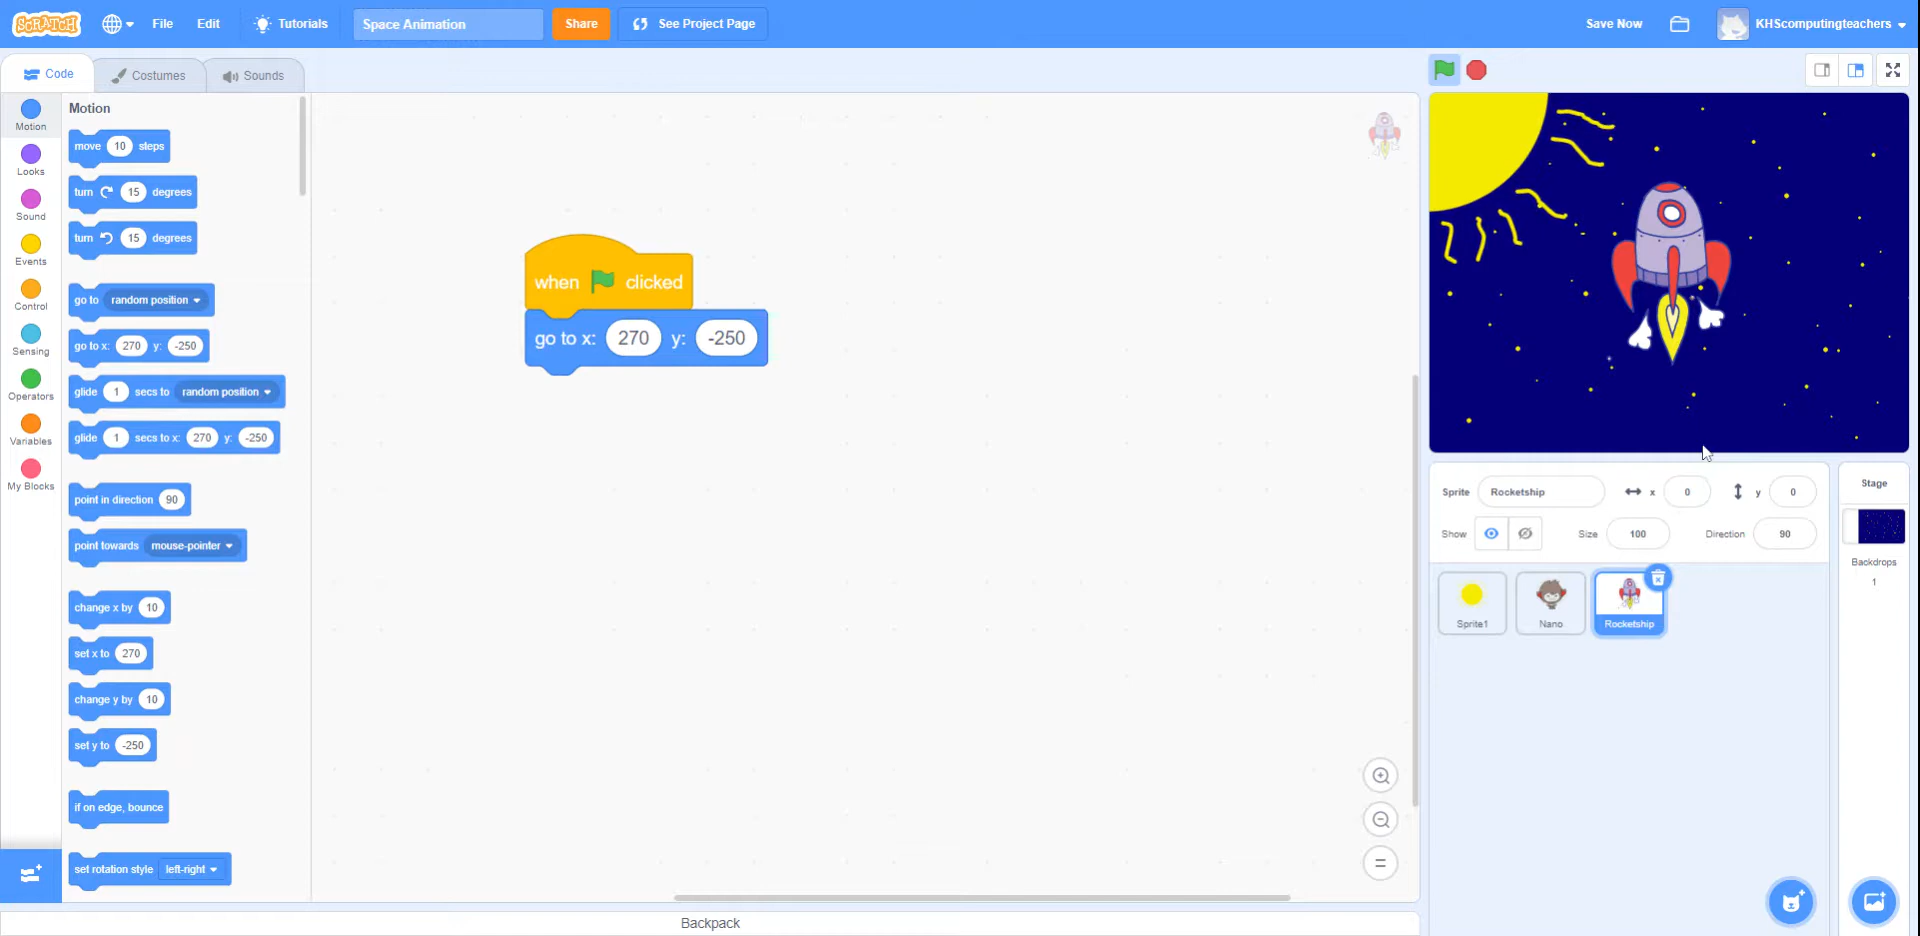 SCRATCH File Edit Tutorials Space Animation Share See Project Page Save Now KHScomputingteachers
Code Costumes Sounds
Motion
Looks
Sound
Events
Control
Sensing
Operators
Variables
My Blocks
Motion
move 10 steps
turn 15 degrees
turn 15 degrees
go to random position
go to x: 270 y: -250
glide 1 secs to random position
glide 1 secs to x: 270 y: -250
point in direction 90
point towards mouse-pointer
change x by 10
set x to 270
change y by 10
set y to -250
if on edge, bounce
set rotation style left-right
when clicked
go to x: 270 y: -250
Sprite Rocketship x 0 y 0
Show Size 100 Direction 90
Sprite1 Nano Rocketship
Stage
Backdrops
1
Backpack